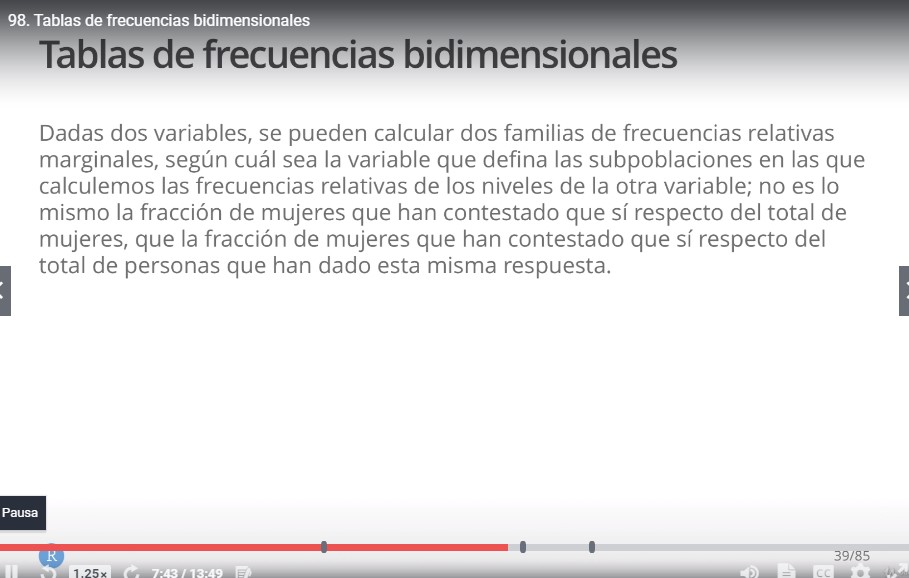 98. Tablas de frecuencias bidimensionales
Tablas de frecuencias bidimensionales
Dadas dos variables, se pueden calcular dos familias de frecuencias relativas
marginales, según cuál sea la variable que defina las subpoblaciones en las que
calculemos las frecuencias relativas de los niveles de la otra variable; no es lo
mismo la fracción de mujeres que han contestado que sí respecto del total de
mujeres, que la fracción de mujeres que han contestado que sí respecto del
total de personas que han dado esta misma respuesta.
Pausa
R
39/85
1.25x 7:43 / 13:49 CC